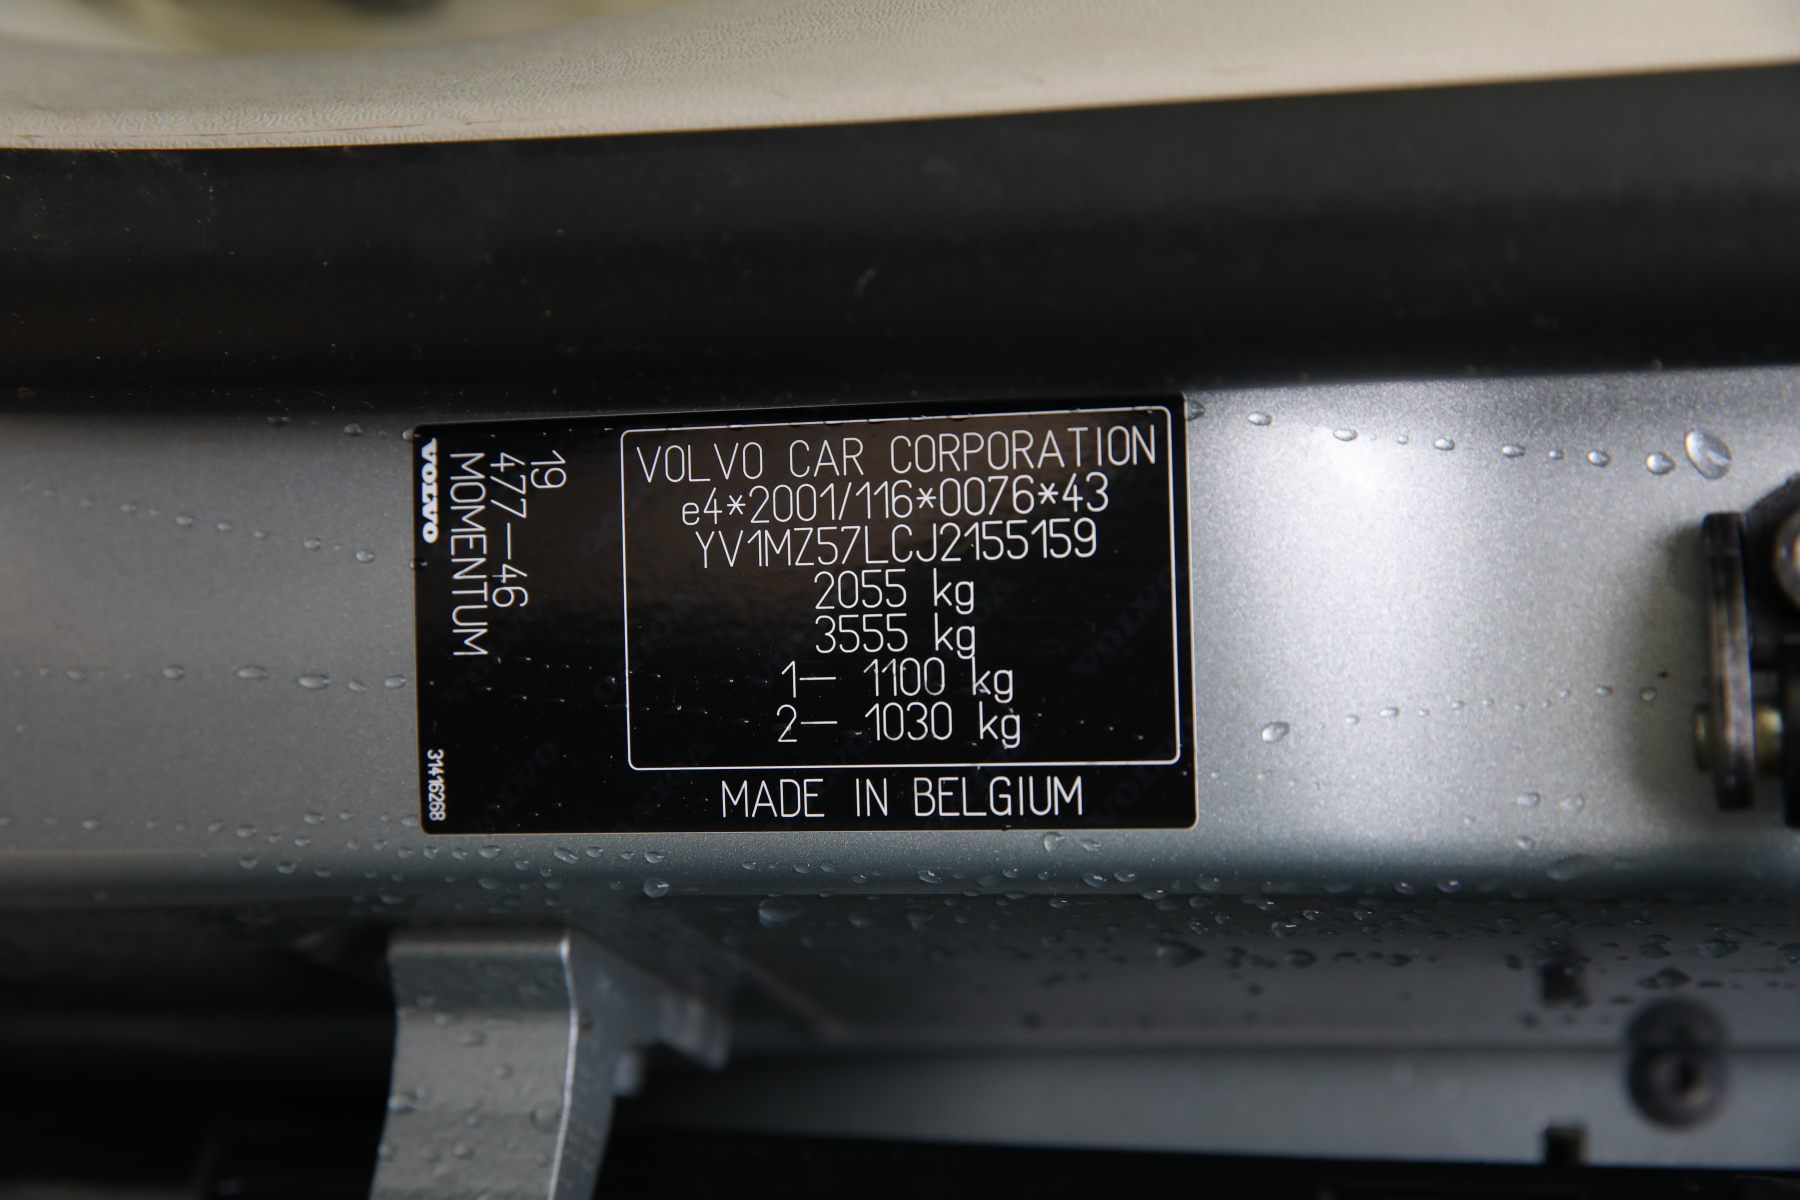 VOLVO
19
477—46
MOMENTUM
31416268
VOLVO CAR CORPORATION
e4*2001/116*0076*43
YV1MZ57LCJ2155159
2055 kg
3555 kg
1— 1100 kg
2— 1030 kg
MADE IN BELGIUM